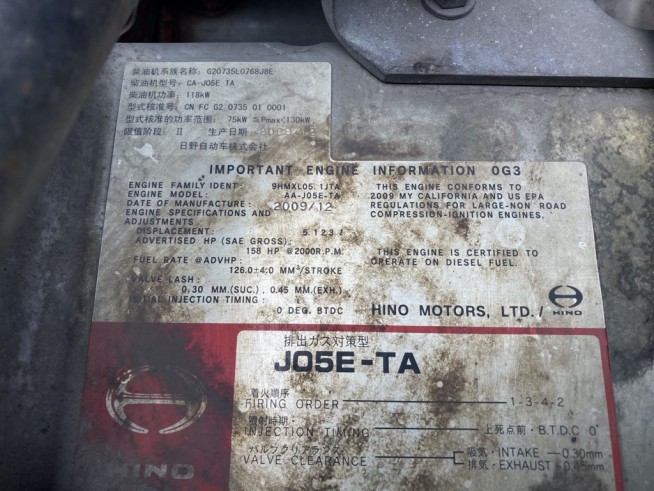 柴油机系族名称: G20735L0768J8E
柴油机型号: CA-J05E TA
柴油机功率: 118kW
型式核准号: CN FC G2 0735 01 0001
型式核准的功率范围: 75kW ≤Pmax<130kW
限值阶段: II 生产日期
日野自动车株式会社
IMPORTANT ENGINE INFORMATION 0G3
ENGINE FAMILY IDENT: 9HMXL05.1JTA
ENGINE MODEL: AA-J05E-TA
DATE OF MANUFACTURE: 2009/12
ENGINE SPECIFICATIONS AND
ADJUSTMENTS
DISPLACEMENT: 5.123
ADVERTISED HP (SAE GROSS):
158 HP @2000R.P.M.
FUEL RATE @ADVHP:
126.0±4.0 MM³/STROKE
VALVE LASH:
0.30 MM.(SUC.), 0.45 MM.(EXH.)
INITIAL INJECTION TIMING:
0 DEG. BTDC
THIS ENGINE CONFORMS TO
2009 MY CALIFORNIA AND US EPA
REGULATIONS FOR LARGE-NON ROAD
COMPRESSION-IGNITION ENGINES.
THIS ENGINE IS CERTIFIED TO
OPERATE ON DIESEL FUEL.
HINO MOTORS, LTD./
HINO
排出ガス対策型
J05E-TA
HINO
着火順序
FIRING ORDER 1-3-4-2
噴射時期
INJECTION TIMING 上死点前・B.T.D.C 0°
バルブクリアランス
VALVE CLEARANCE
吸気・INTAKE 0.30mm
排気・EXHAUST 0.45mm